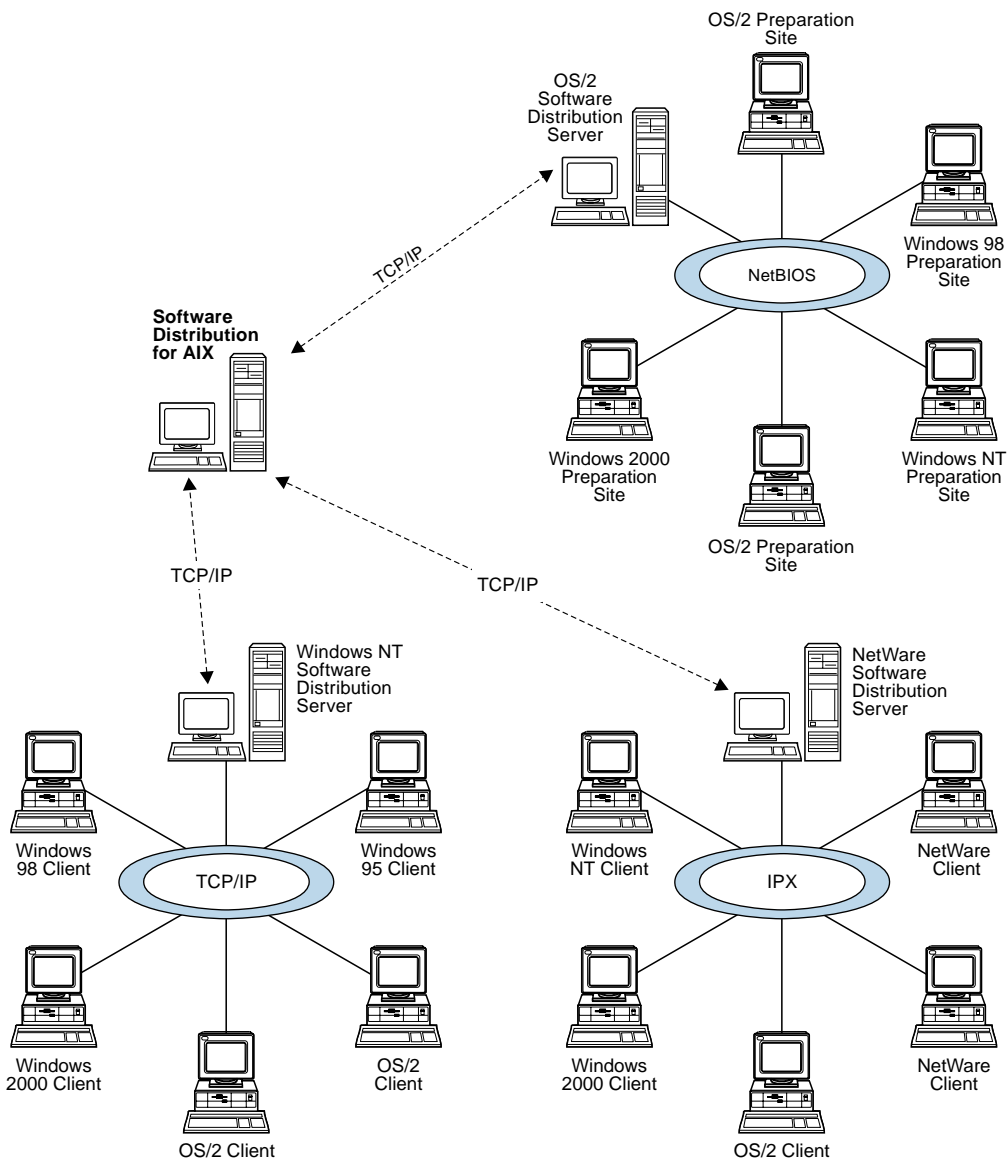 OS/2 Preparation
Site
OS/2
Software
Distribution
Server
Windows 98
Preparation
Site
TCP/IP
NetBIOS
Software
Distribution
for AIX
Windows 2000
Preparation
Site
Windows NT
Preparation
Site
OS/2 Preparation
Site
TCP/IP
TCP/IP
Windows NT
Software
Distribution
Server
NetWare
Software
Distribution
Server
Windows
98 Client
Windows
95 Client
TCP/IP
Windows
NT Client
NetWare
Client
IPX
Windows
2000 Client
OS/2
Client
OS/2 Client
Windows
2000 Client
NetWare
Client
OS/2 Client